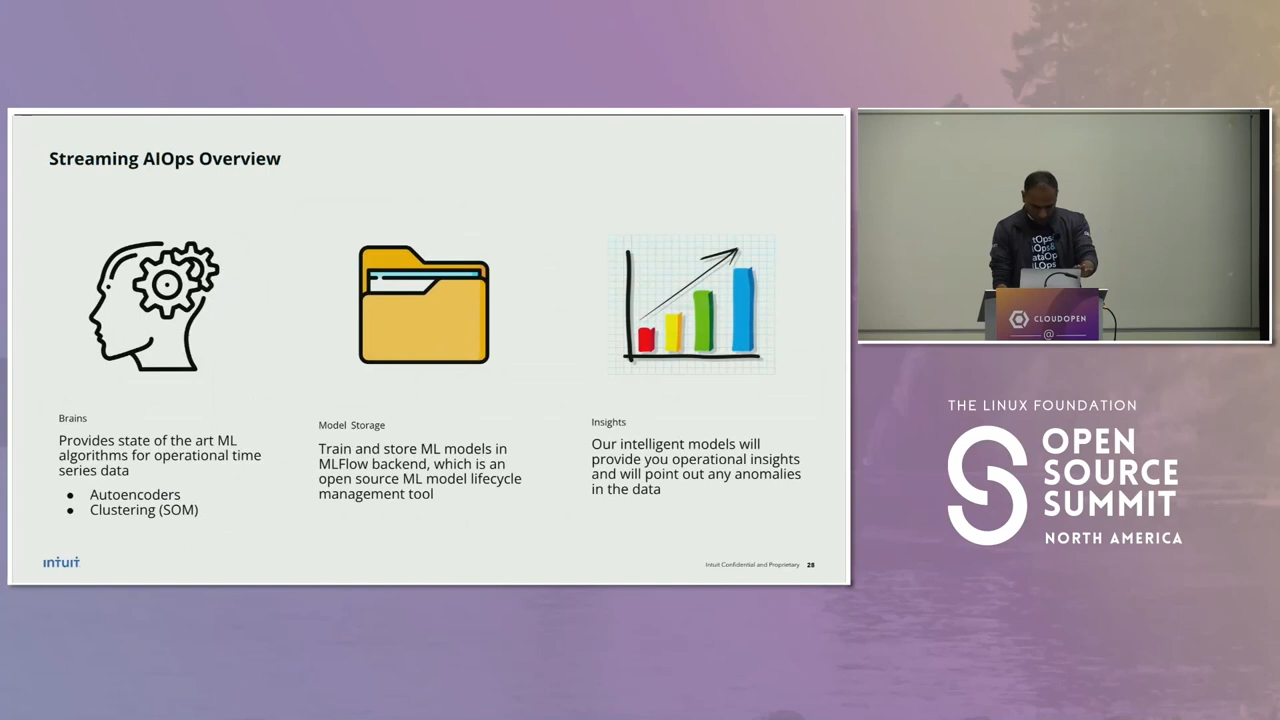 Streaming AIOps Overview
Brains
Provides state of the art ML
algorithms for operational time
series data
● Autoencoders
● Clustering (SOM)
Model Storage
Train and store ML models in
MLFlow backend, which is an
open source ML model lifecycle
management tool
Insights
Our intelligent models will
provide you operational insights
and will point out any anomalies
in the data
INTUIT
Intuit Confidential and Proprietary 28
CLOUDOPEN
@
THE LINUX FOUNDATION
OPEN
SOURCE
SUMMIT
NORTH AMERICA